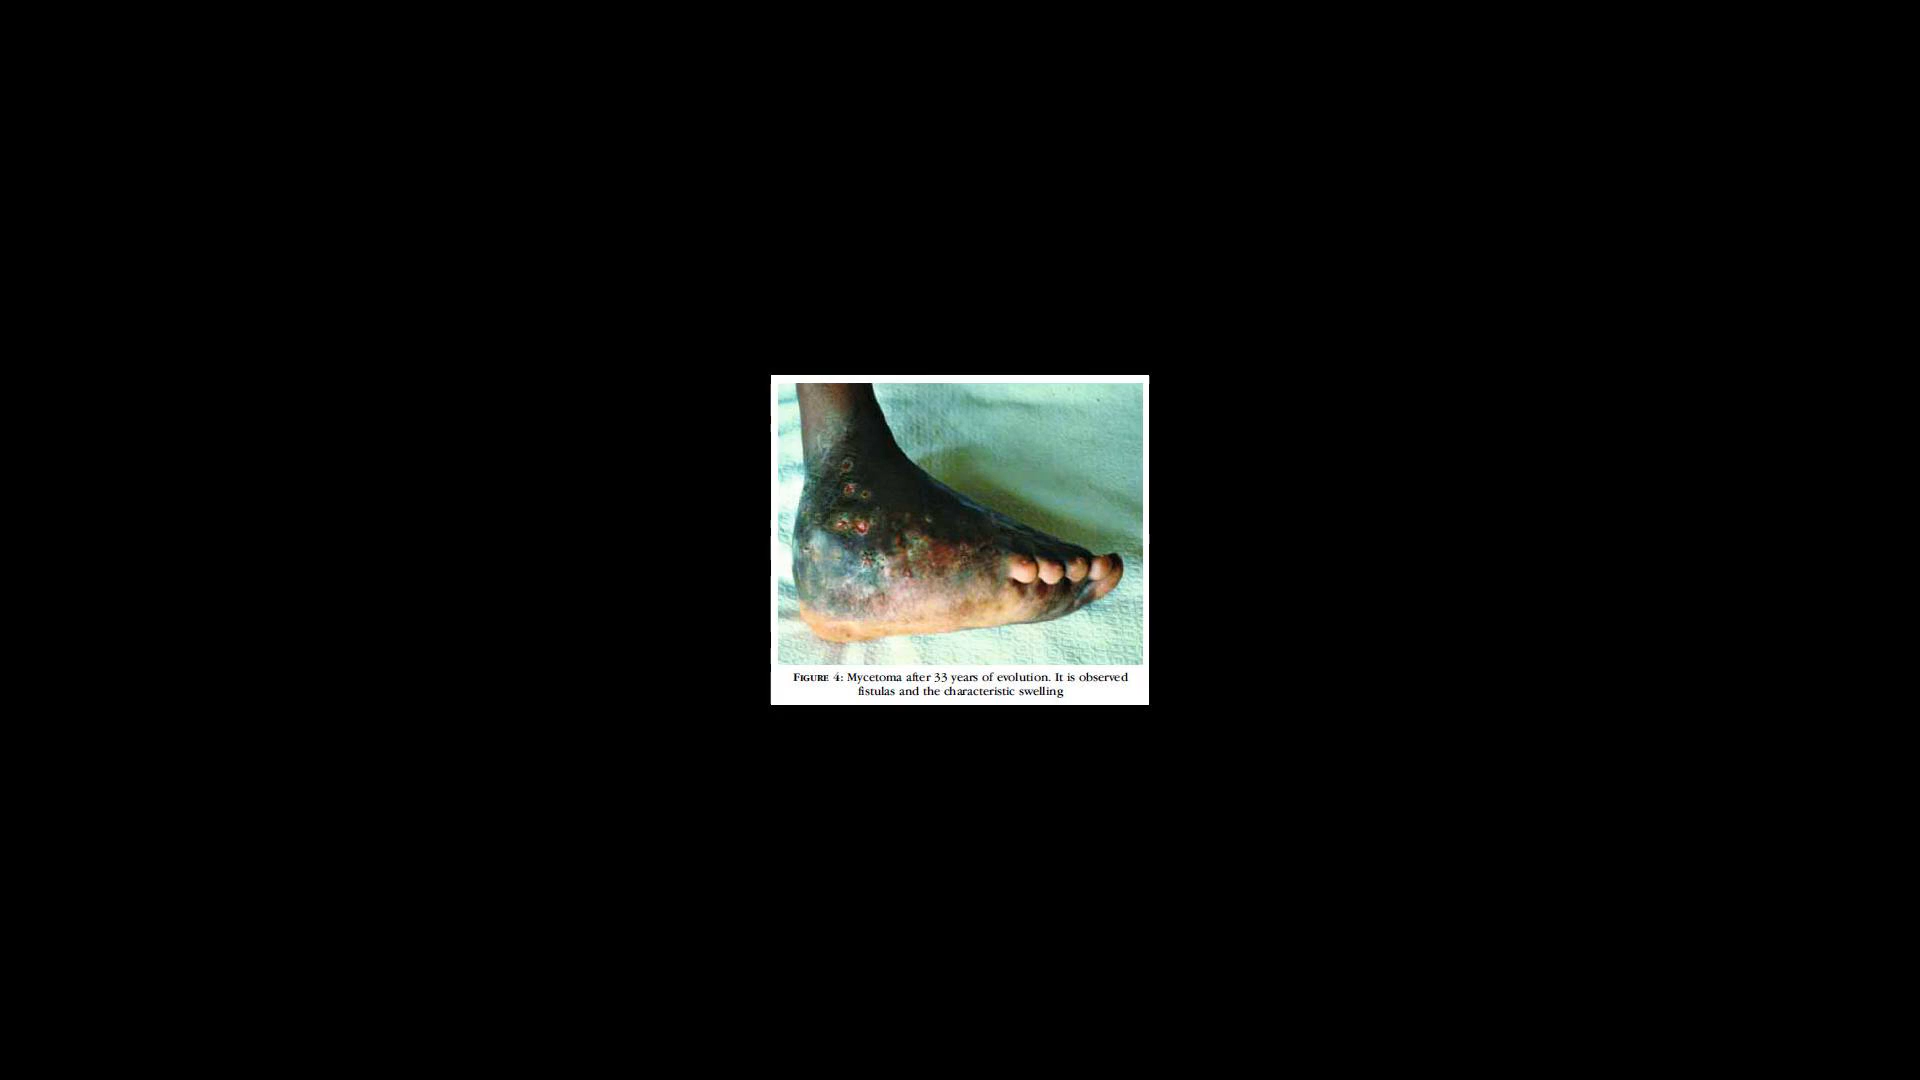 FIGURE 4: Mycetoma after 33 years of evolution. It is observed
fistulas and the characteristic swelling